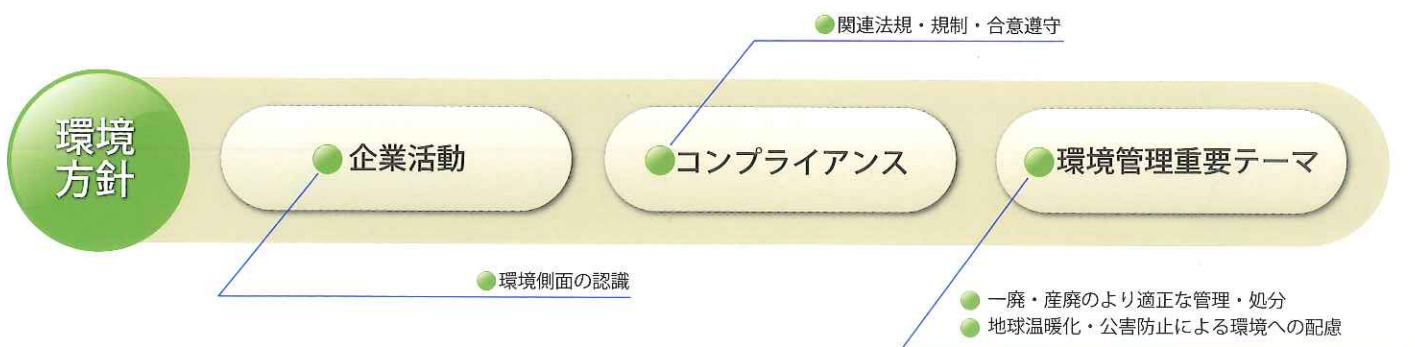 関連法規・規制・合意遵守
環境
方針
企業活動
コンプライアンス
環境管理重要テーマ
環境側面の認識
一廃・産廃のより適正な管理・処分
地球温暖化・公害防止による環境への配慮